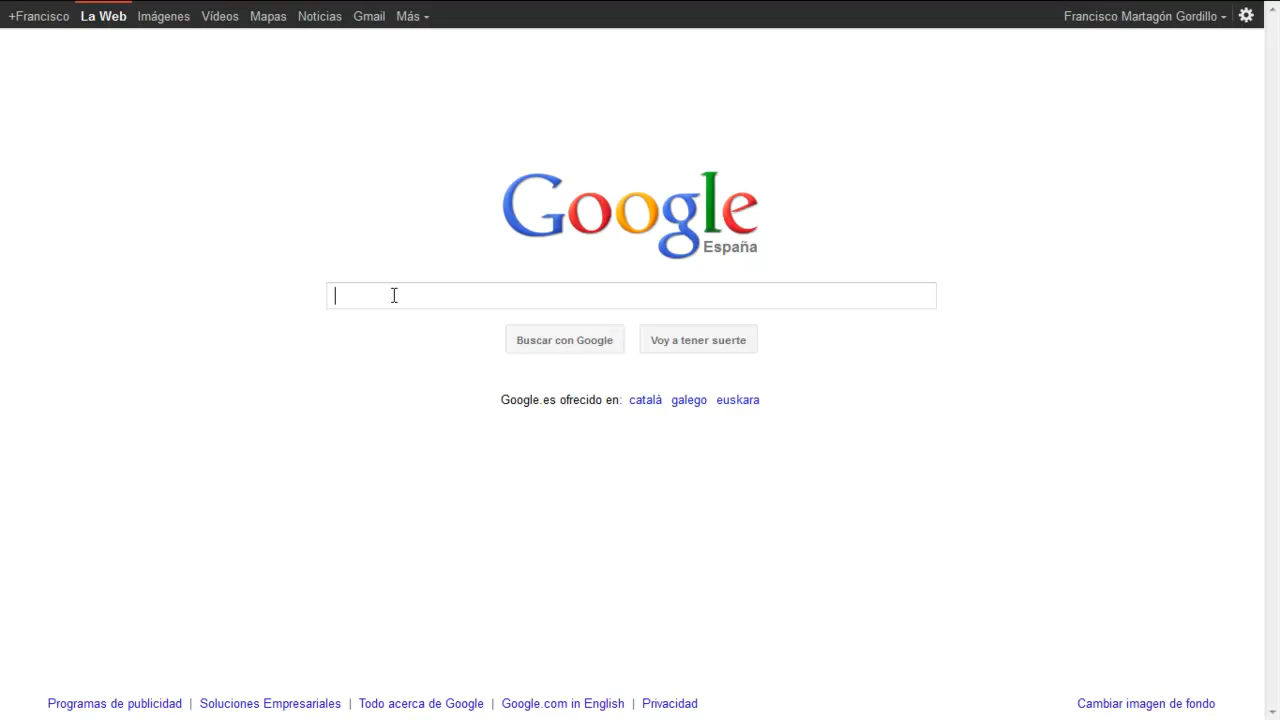 +Francisco La Web Imágenes Vídeos Mapas Noticias Gmail Más Francisco Martagón Gordillo
Google
España
Buscar con Google Voy a tener suerte
Google.es ofrecido en: català galego euskara
Programas de publicidad | Soluciones Empresariales | Todo acerca de Google | Google.com in English | Privacidad Cambiar imagen de fondo